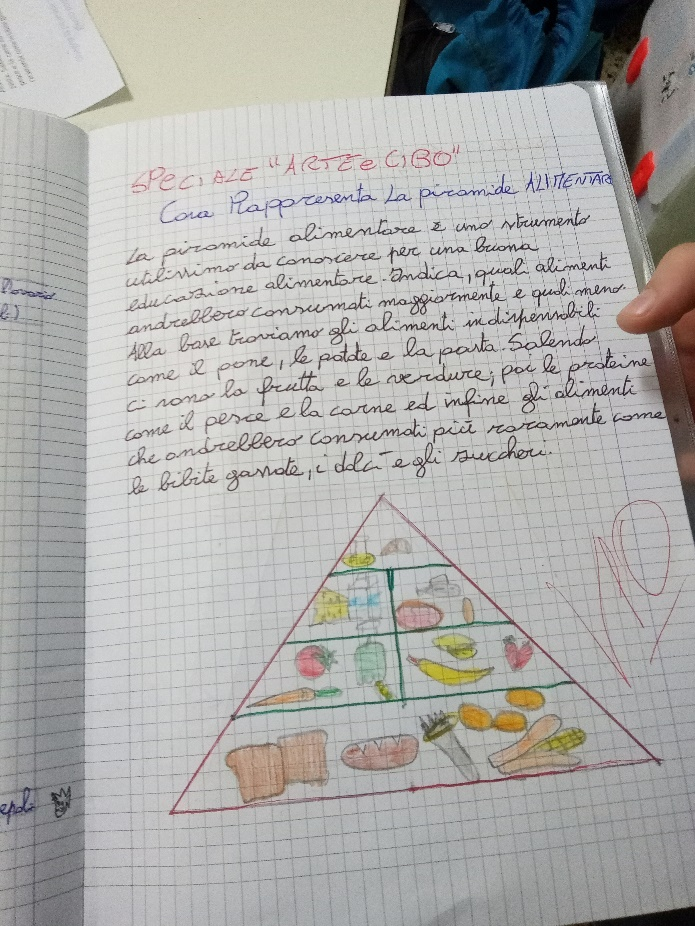 SPECIALE "ARTE e CIBO"
Cosa Rappresenta La piramide ALIMENTAR
La piramide alimentare è uno strumento
utilissimo da conoscere per una buona
educazione alimentare. Indica, quali alimenti
andrebbero consumati maggiormente e quali meno
Alla base troviamo gli alimenti indispensabili
come il pane, le patate e la pasta. Salendo
ci sono la frutta e le verdure, poi le proteine
come il pesce e la carne ed infine gli alimenti
che andrebbero consumati più raramente come
le bibite gassate, i dolci e gli zuccheri.